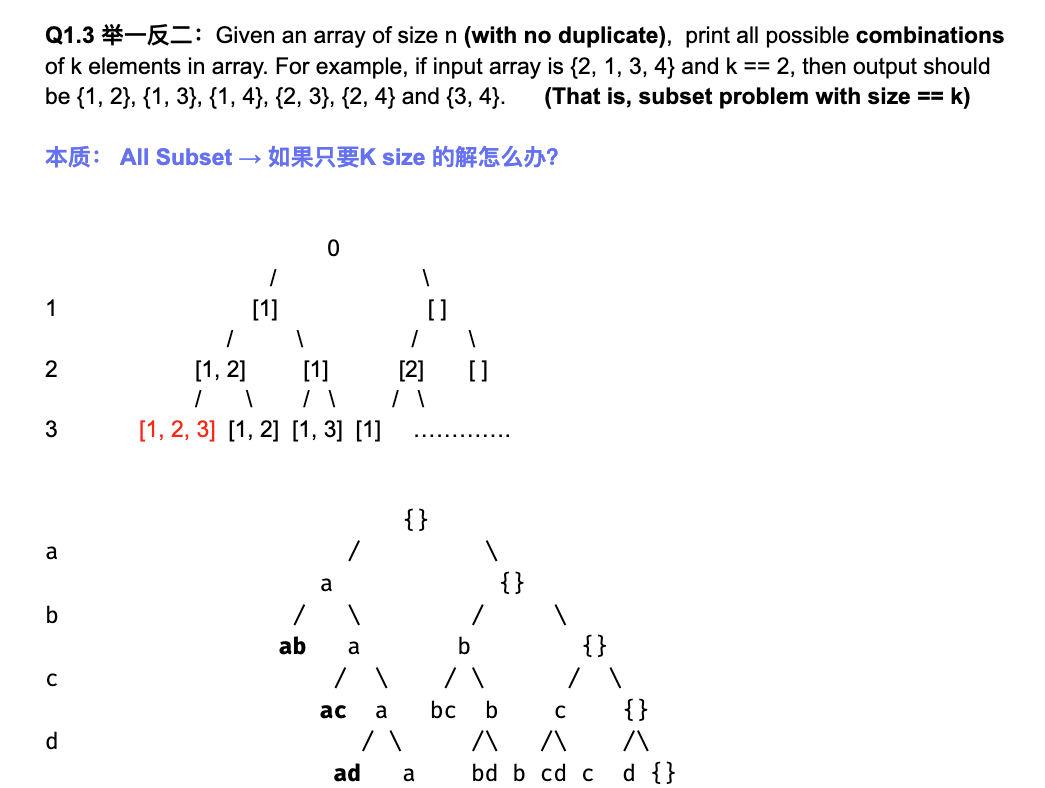 Q1.3 举一反二： Given an array of size n (with no duplicate), print all possible combinations
of k elements in array. For example, if input array is {2, 1, 3, 4} and k == 2, then output should
be {1, 2}, {1, 3}, {1, 4}, {2, 3}, {2, 4} and {3, 4}. (That is, subset problem with size == k)
本质： All Subset → 如果只要K size 的解怎么办?
0
/ \
1 [1] [ ]
/ \ / \
2 [1, 2] [1] [2] [ ]
/ \ / \ / \
3 [1, 2, 3] [1, 2] [1, 3] [1] .............
{}
a / \
a {}
b / \ / \
ab a b {}
c / \ / \ / \
ac a bc b c {}
d / \ /\ /\ /\
ad a bd b cd c d {}